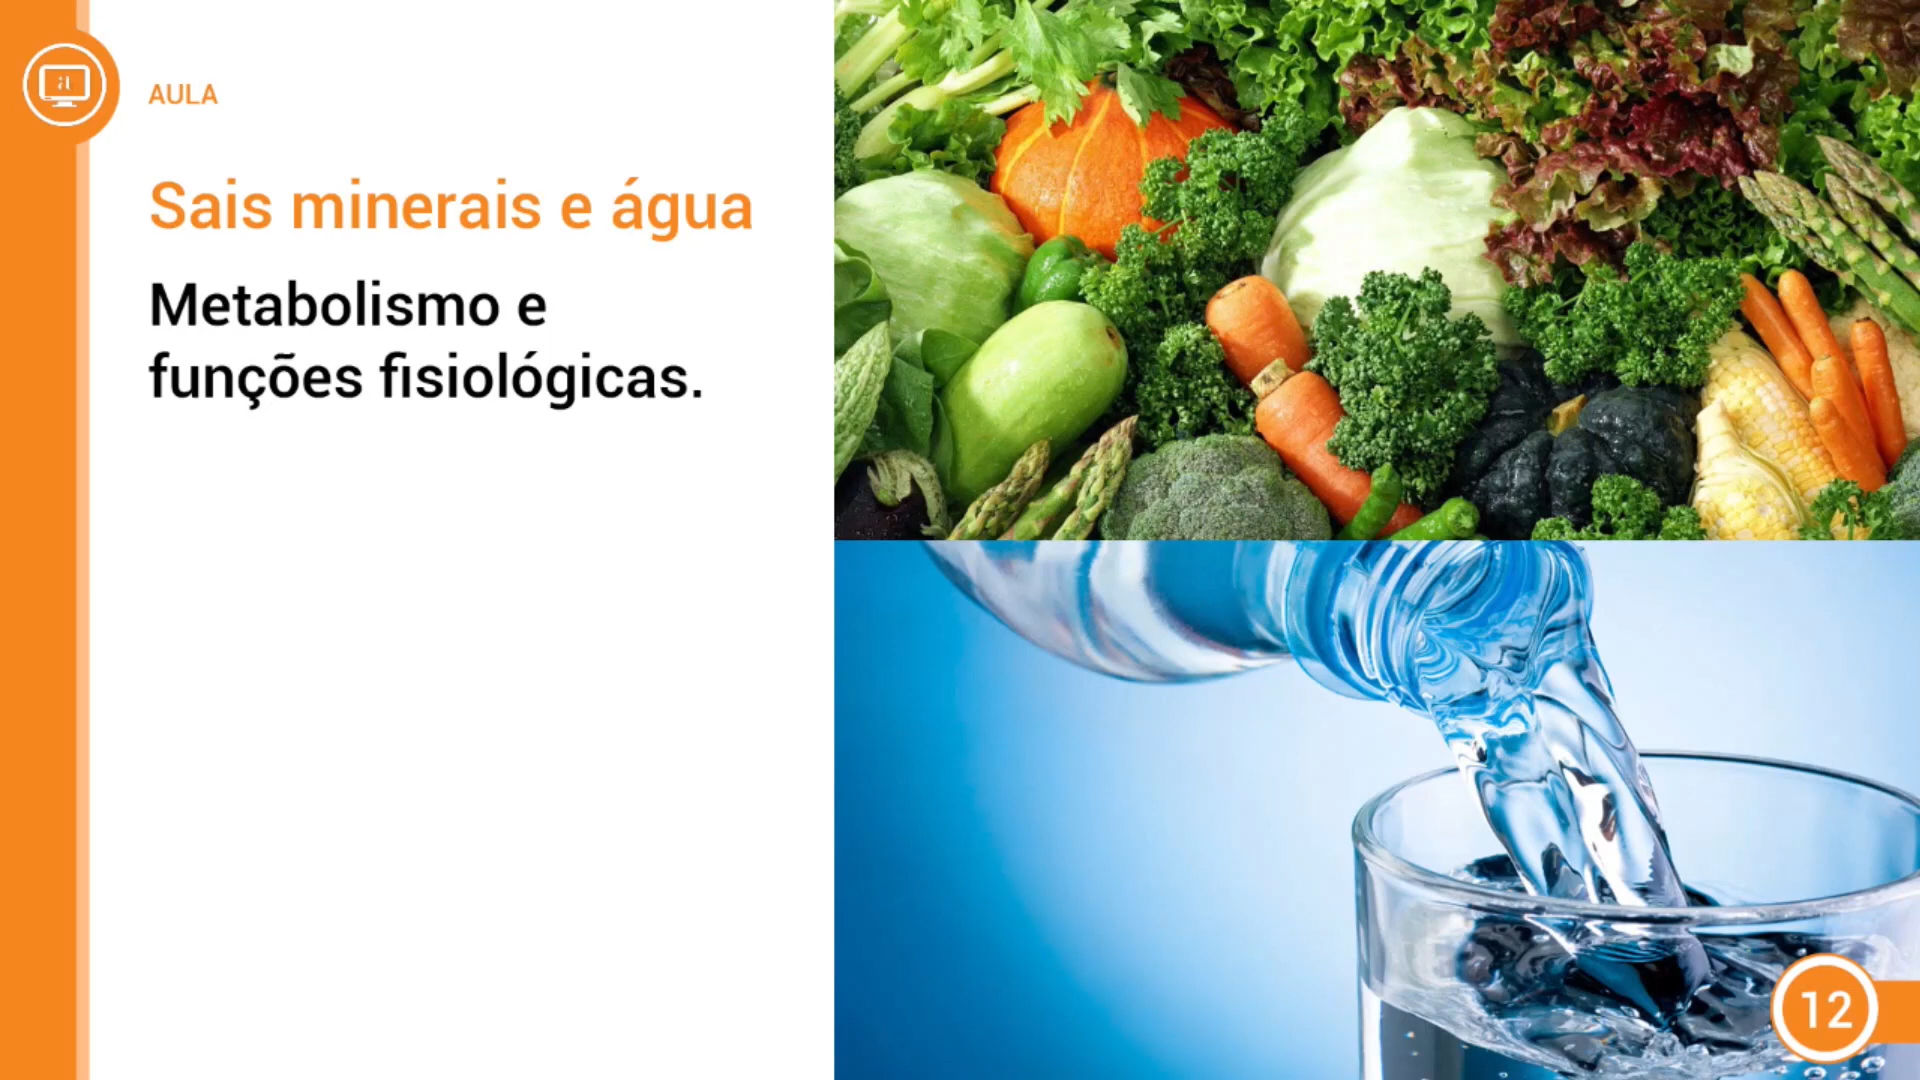 AULA
Sais minerais e água
Metabolismo e
funções fisiológicas.
12